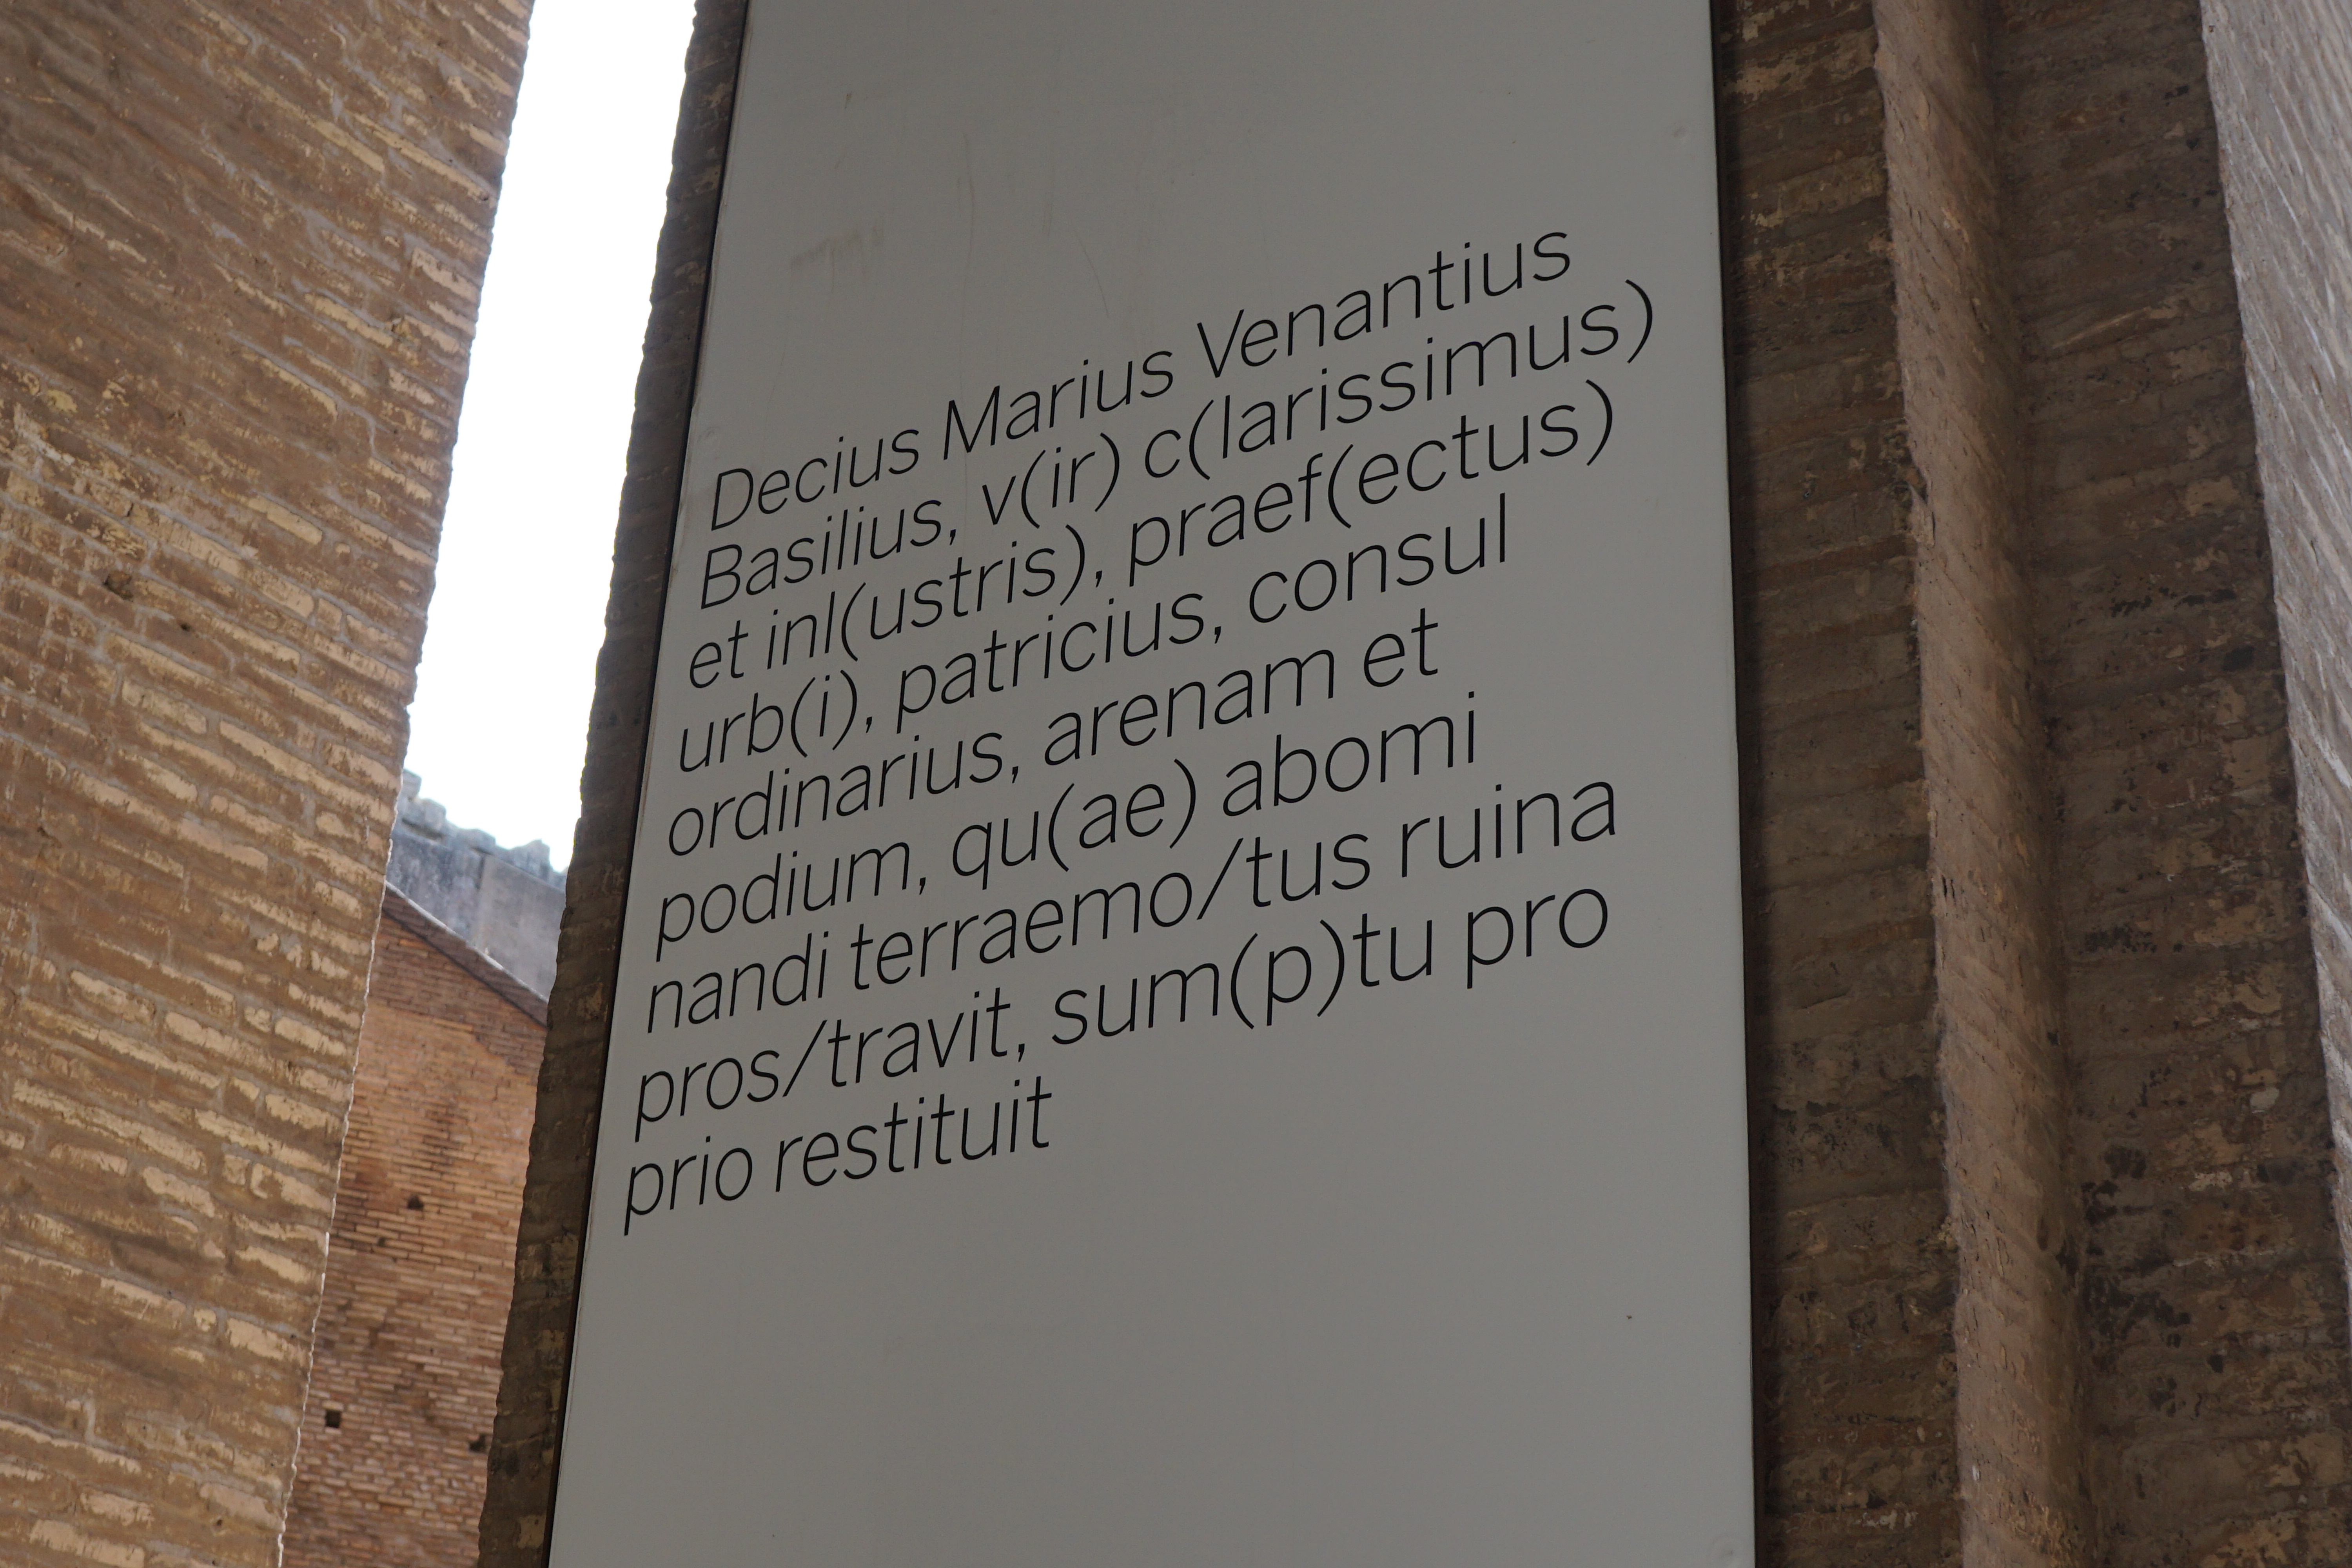 Decius Marius Venantius
Basilius, v(ir) c(larissimus)
et inl(ustris), praef(ectus)
urb(i), patricius, consul
ordinarius, arenam et
podium, qu(ae) abomi
nandi terraemo/tus ruina
pros/travit, sum(p)tu pro
prio restituit